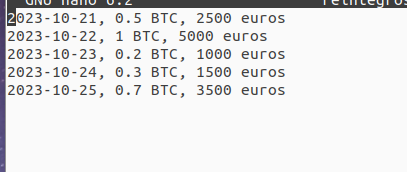 GNU nano 6.2
2023-10-21, 0.5 BTC, 2500 euros
2023-10-22, 1 BTC, 5000 euros
2023-10-23, 0.2 BTC, 1000 euros
2023-10-24, 0.3 BTC, 1500 euros
2023-10-25, 0.7 BTC, 3500 euros